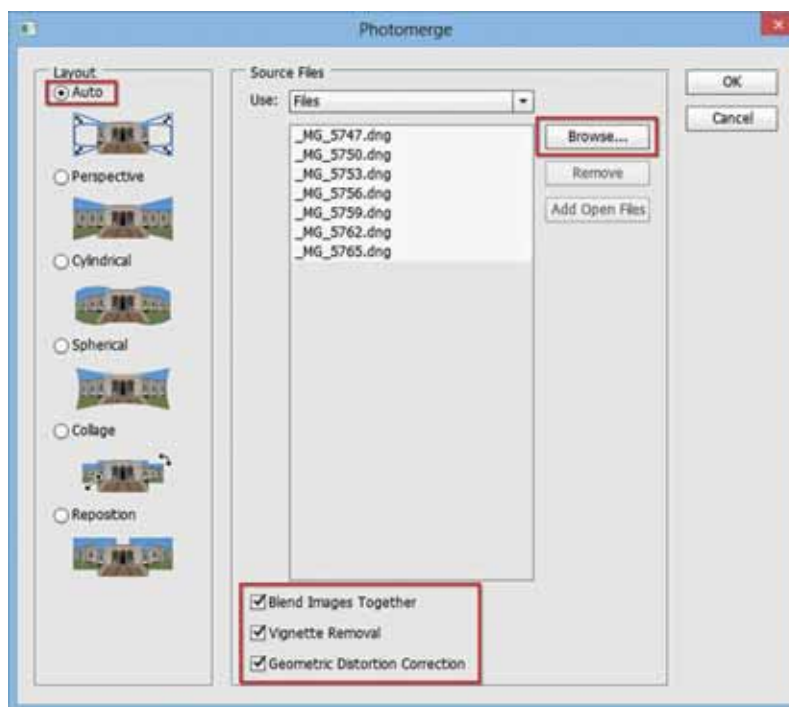 Photomerge
Layout
Auto
Perspective
Cylindrical
Spherical
Collage
Reposition
Source Files
Use: Files
_MG_5747.dng
_MG_5750.dng
_MG_5753.dng
_MG_5756.dng
_MG_5759.dng
_MG_5762.dng
_MG_5765.dng
Browse...
Remove
Add Open Files
Blend Images Together
Vignette Removal
Geometric Distortion Correction
OK
Cancel